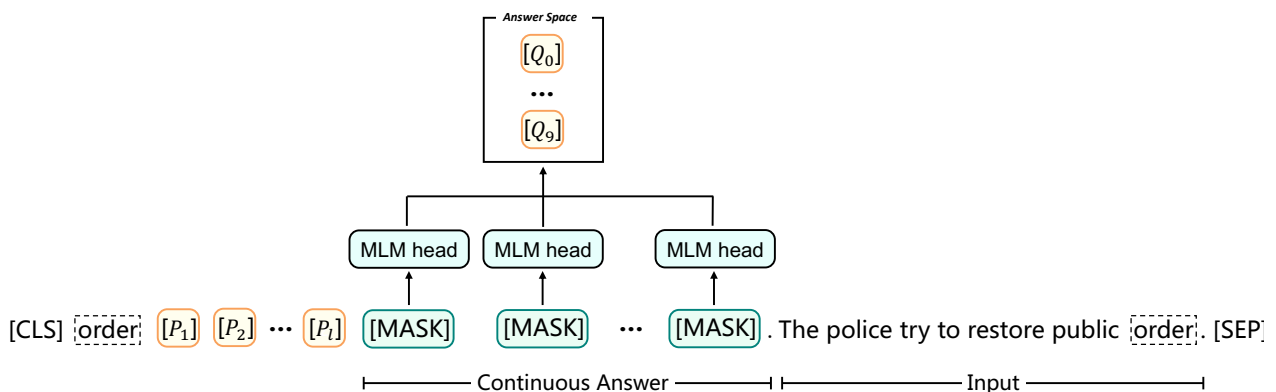 Answer Space
[Q₀]
...
[Q₉]
MLM head MLM head MLM head
[CLS] order [P₁] [P₂] ... [Pₗ] [MASK] [MASK] ... [MASK] . The police try to restore public order . [SEP]
Continuous Answer Input